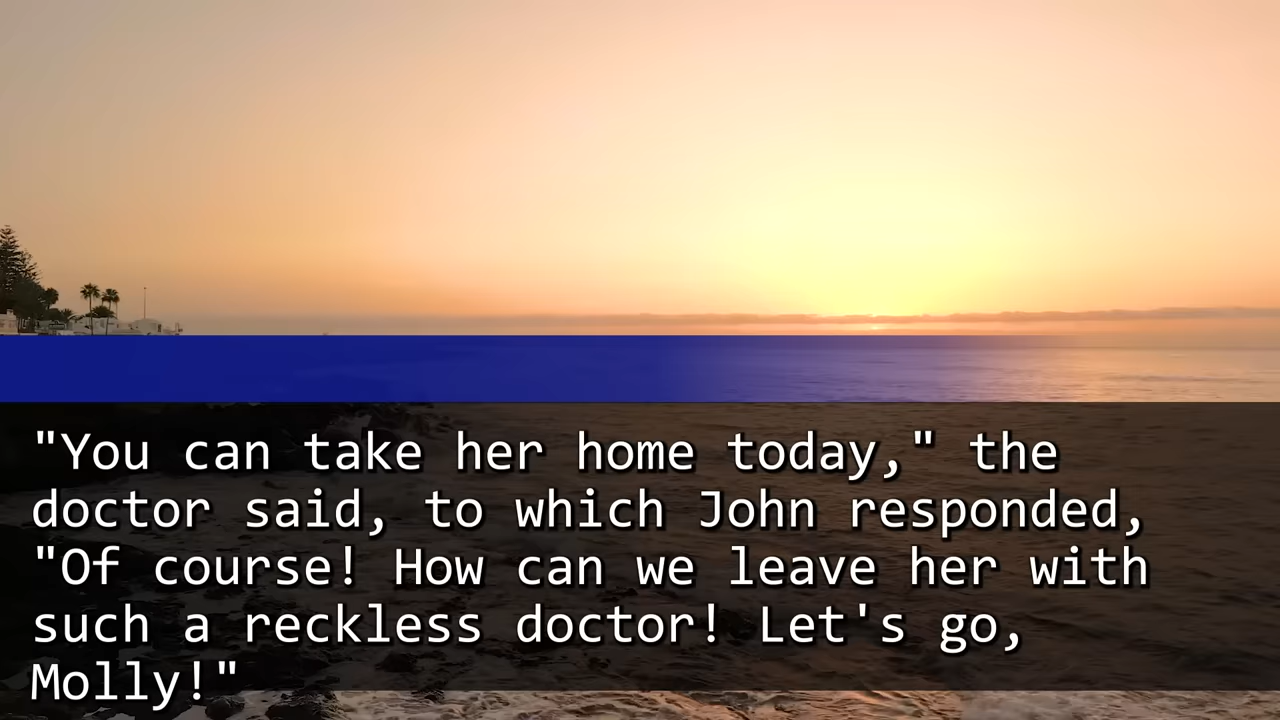 "You can take her home today," the
doctor said, to which John responded,
"Of course! How can we leave her with
such a reckless doctor! Let's go,
Molly!"